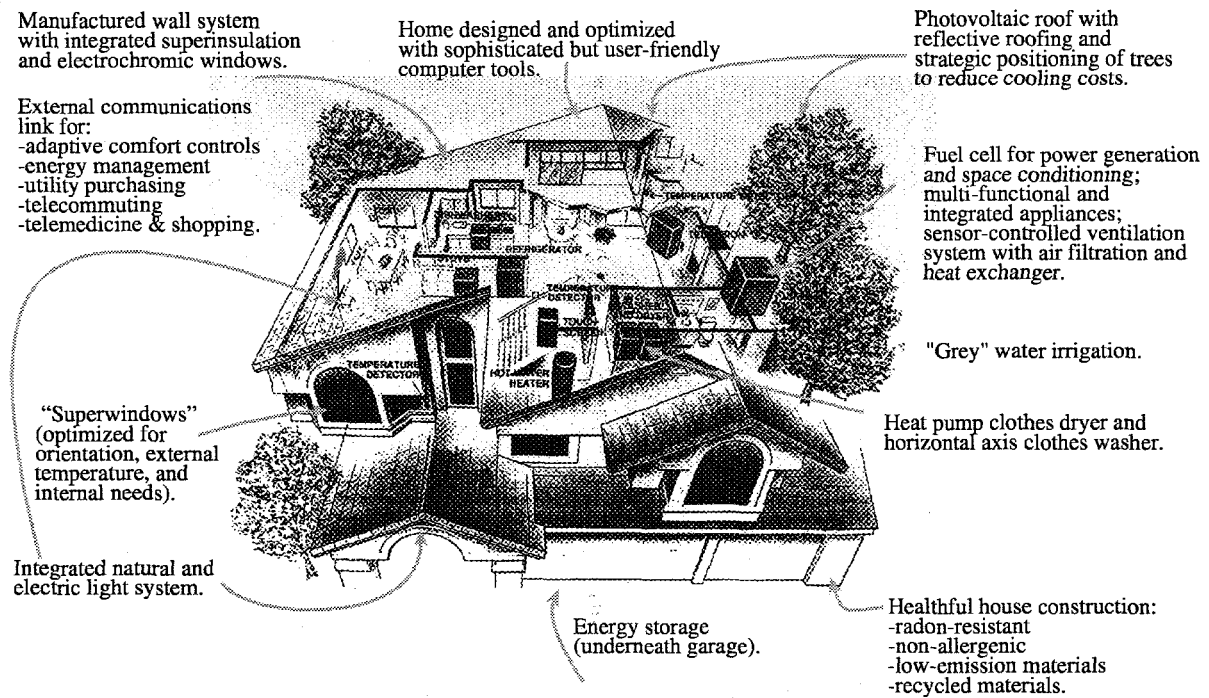 Manufactured wall system
with integrated superinsulation
and electrochromic windows.
Home designed and optimized
with sophisticated but user-friendly
computer tools.
Photovoltaic roof with
reflective roofing and
strategic positioning of trees
to reduce cooling costs.
External communications
link for:
-adaptive comfort controls
-energy management
-utility purchasing
-telecommuting
-telemedicine & shopping.
Fuel cell for power generation
and space conditioning;
multi-functional and
integrated appliances;
sensor-controlled ventilation
system with air filtration and
heat exchanger.
TEMPERATURE
REFRIGERATOR
TEMPERATURE
DETECTOR
DRYER
TEMPERATURE
DETECTOR
HOT WATER
HEATER
"Grey" water irrigation.
“Superwindows”
(optimized for
orientation, external
temperature, and
internal needs).
Heat pump clothes dryer and
horizontal axis clothes washer.
Integrated natural and
electric light system.
Energy storage
(underneath garage).
Healthful house construction:
-radon-resistant
-non-allergenic
-low-emission materials
-recycled materials.